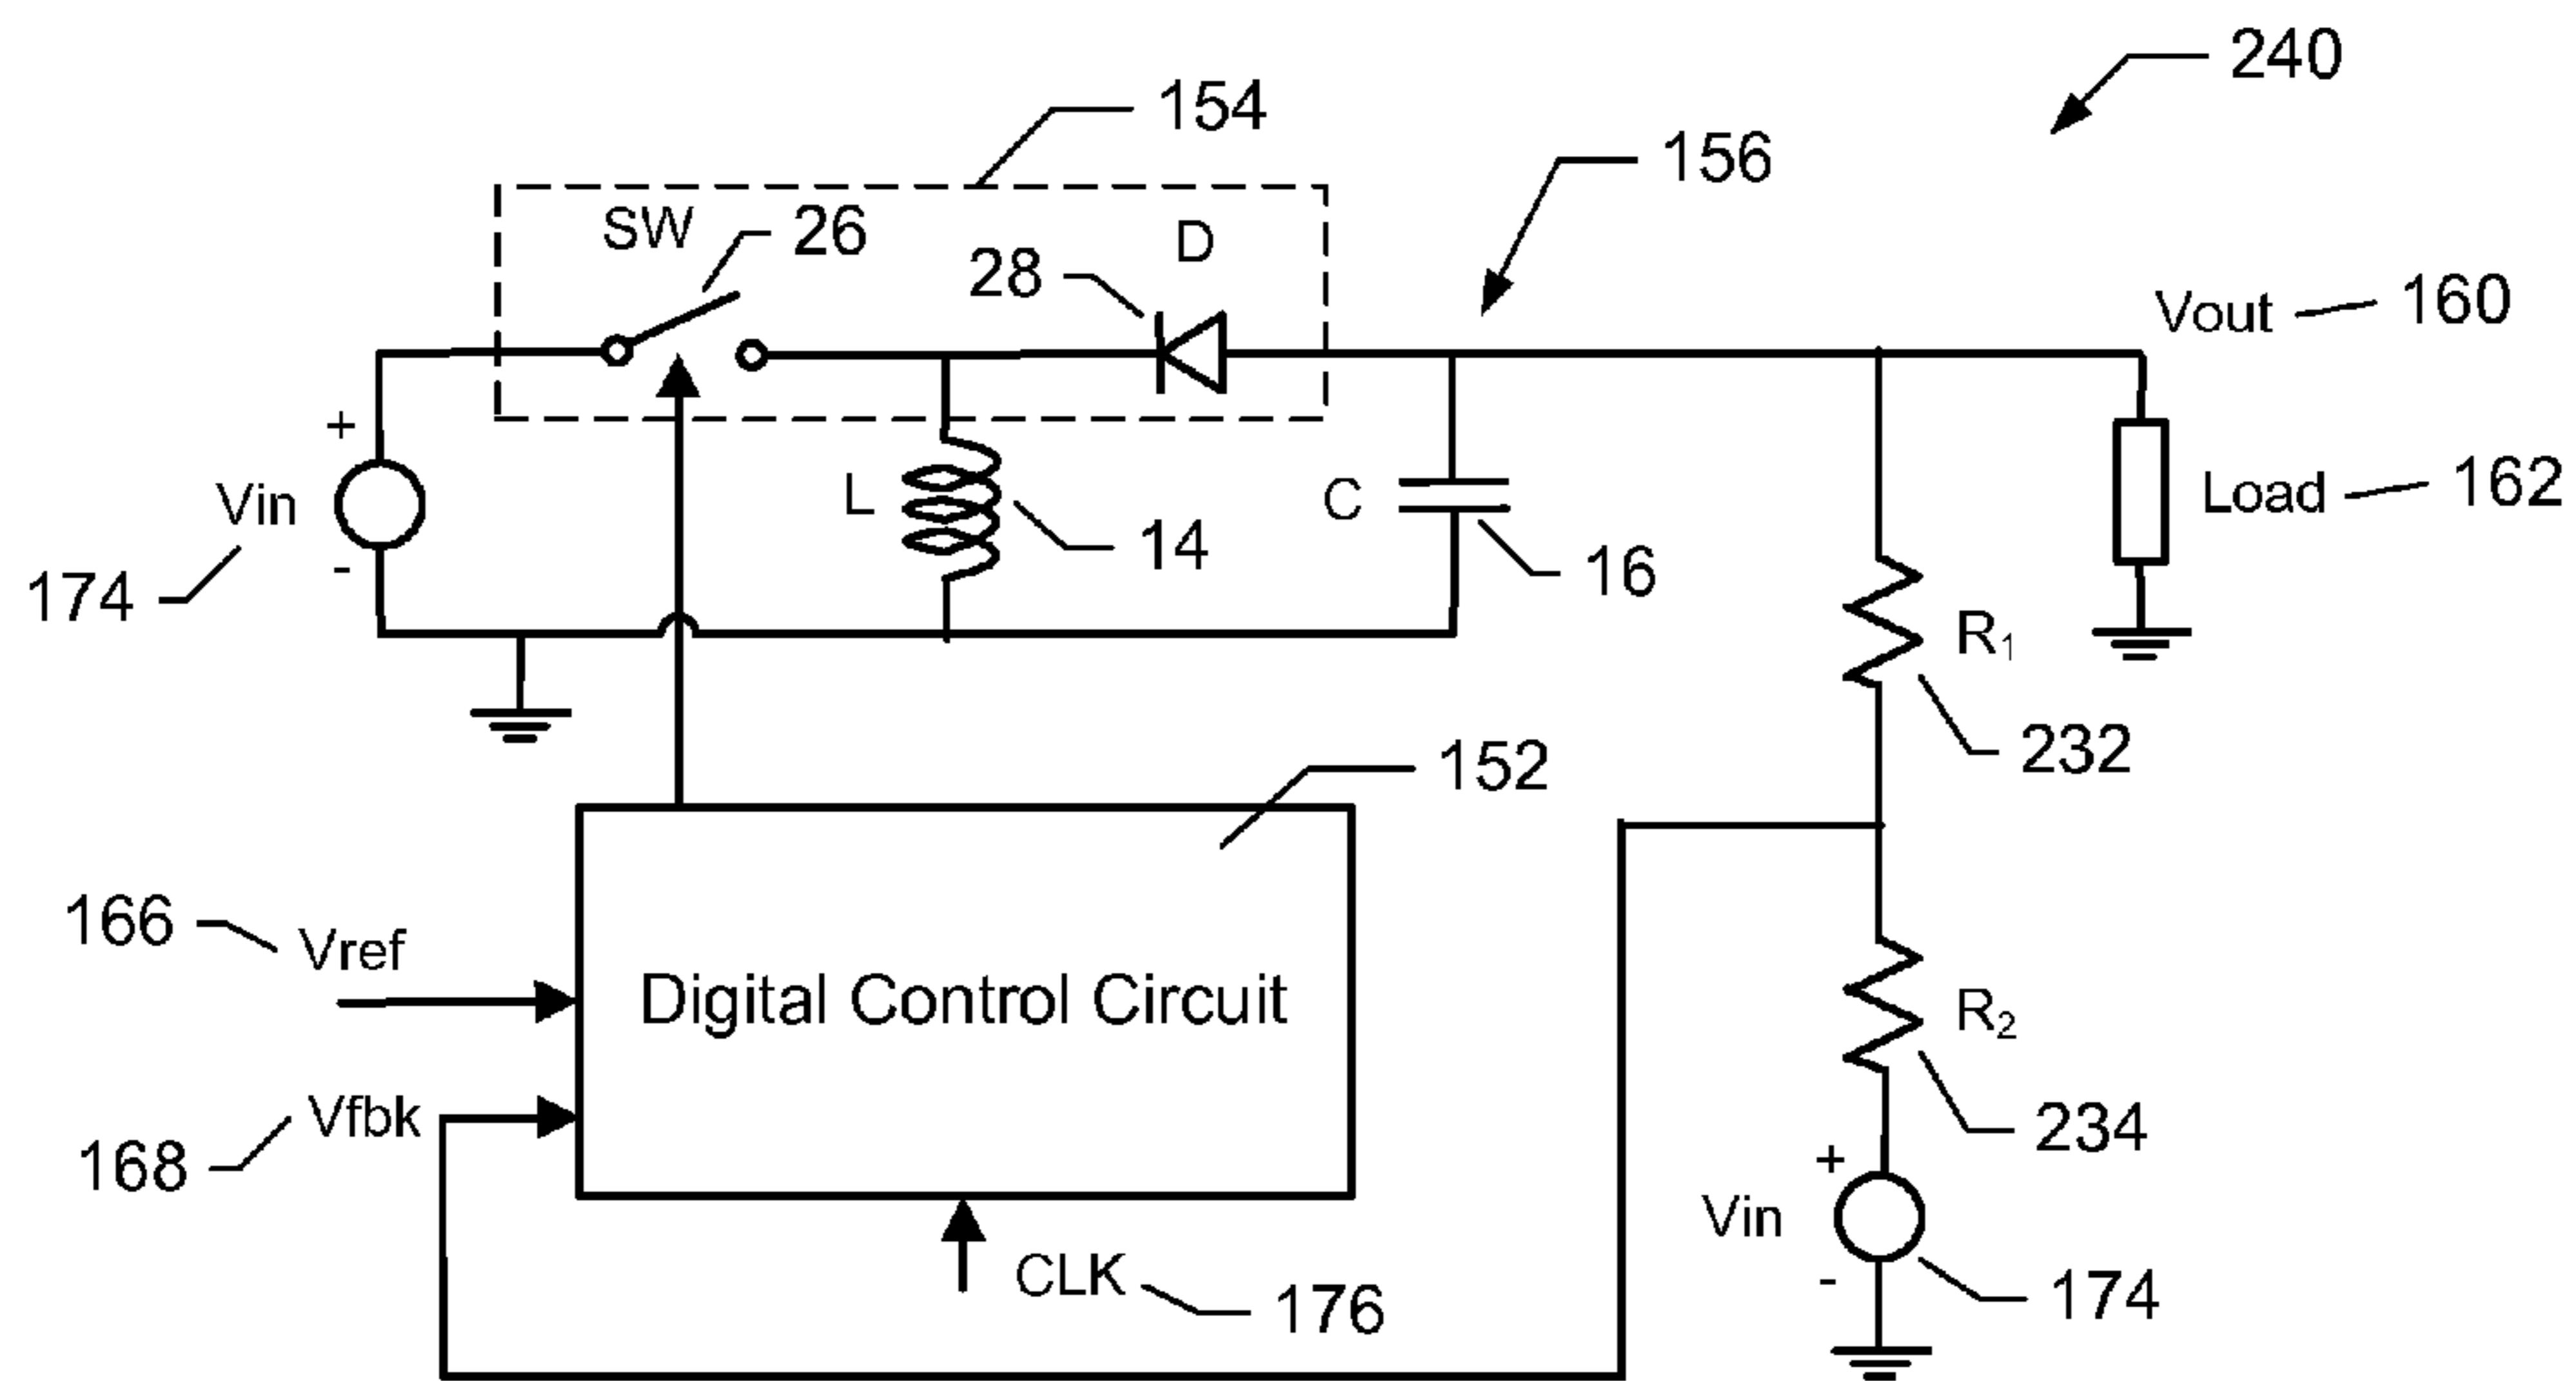 240
154
156
SW
26
D
28
Vout
160
+
Vin
-
174
L
14
C
16
Load
162
R1
232
152
166
Vref
Digital Control Circuit
R2
234
Vfbk
168
+
Vin
-
174
CLK
176